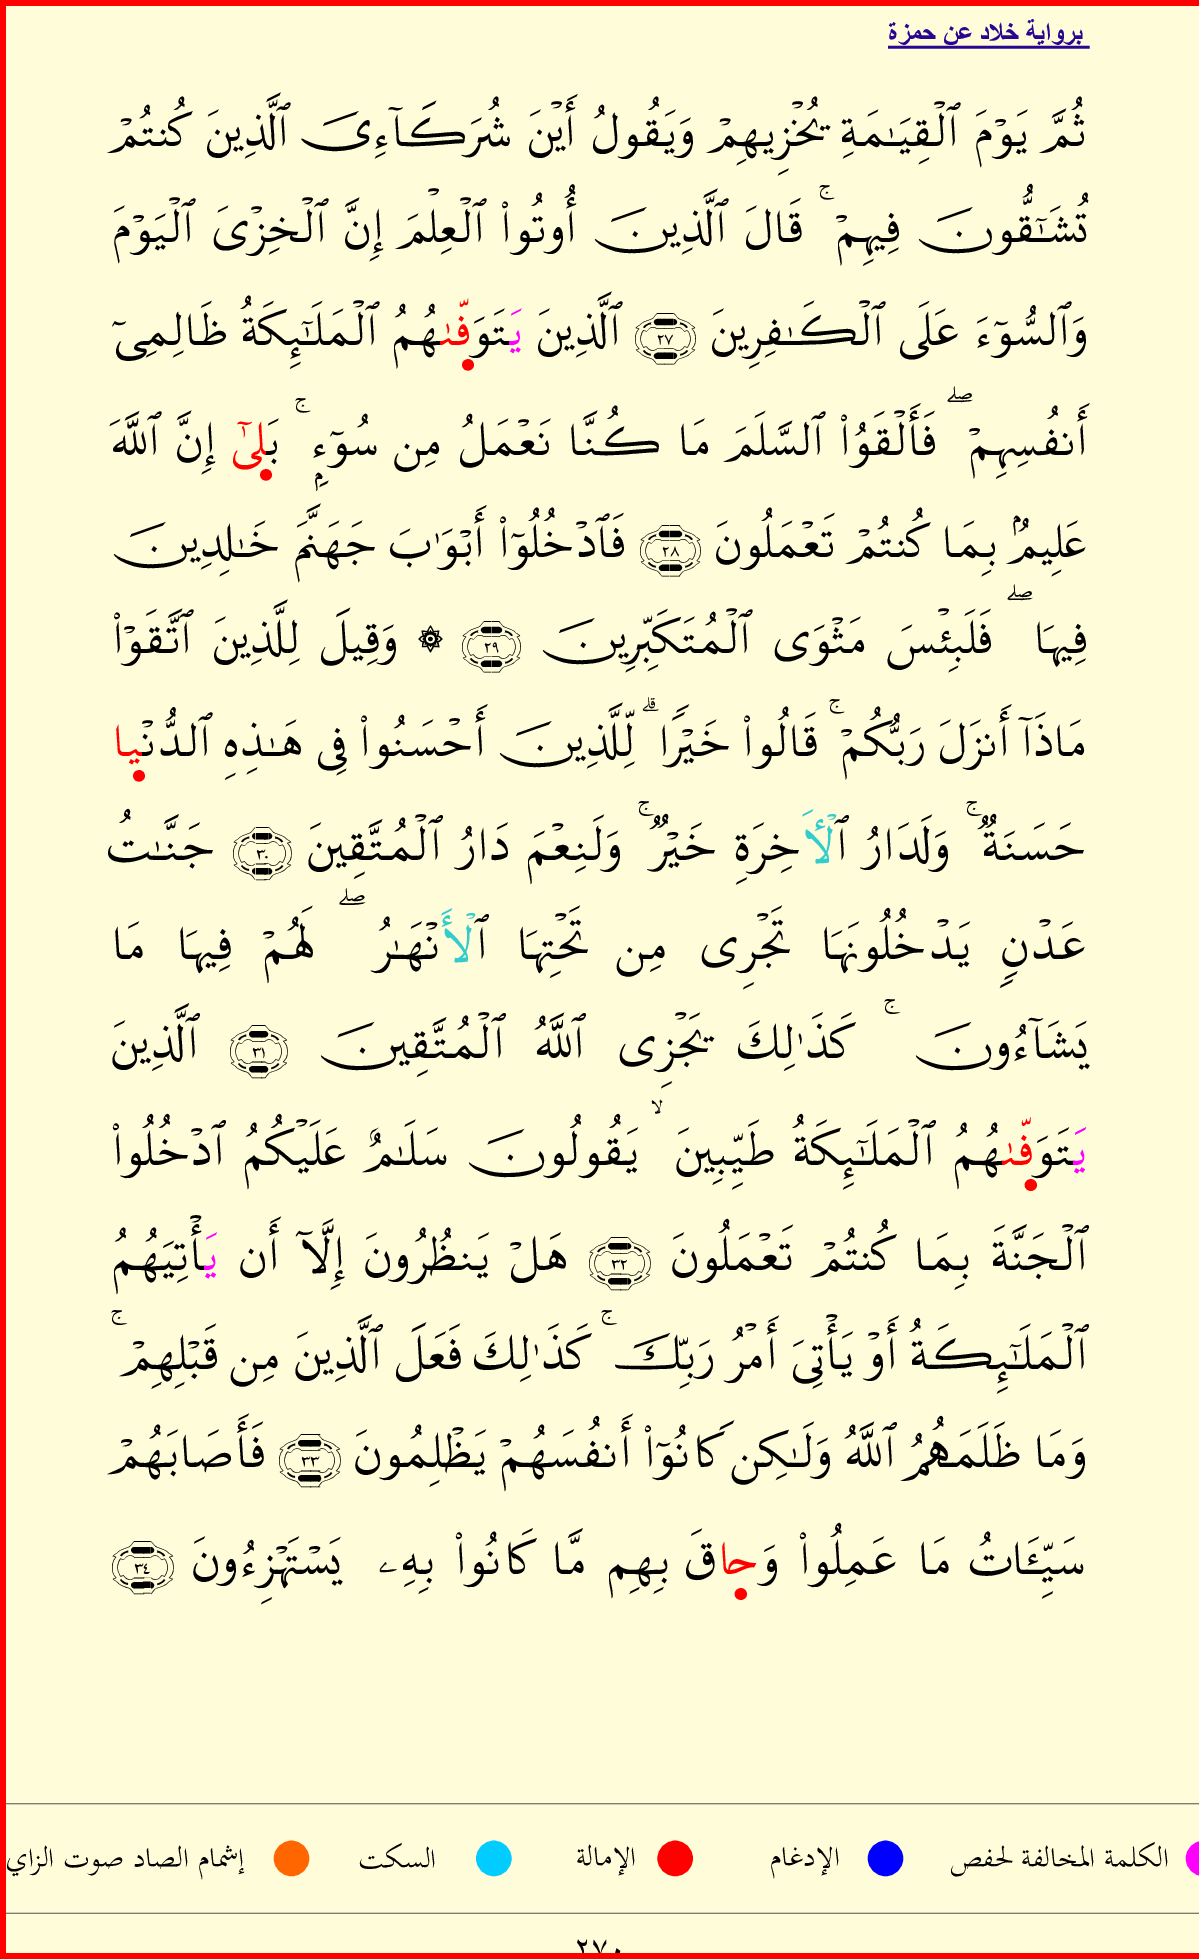 برواية خلاد عن حمزة
ثُمَّ يَوْمَ ٱلْقِيَـٰمَةِ يُخْزِيهِمْ وَيَقُولُ أَيْنَ شُرَكَآءِىَ ٱلَّذِينَ كُنتُمْ
تُشَـٰٓقُّونَ فِيهِمْ ۚ قَالَ ٱلَّذِينَ أُوتُوا۟ ٱلْعِلْمَ إِنَّ ٱلْخِزْىَ ٱلْيَوْمَ
وَٱلسُّوٓءَ عَلَى ٱلْكَـٰفِرِينَ ٢٧ ٱلَّذِينَ يَتَوَفّىٰهُمُ ٱلْمَلَـٰٓئِكَةُ ظَالِمِىٓ
أَنفُسِهِمْ ۖ فَأَلْقَوُا۟ ٱلسَّلَمَ مَا كُنَّا نَعْمَلُ مِن سُوٓءٍۭ ۚ بَلىٰٓ إِنَّ ٱللَّهَ
عَلِيمٌۢ بِمَا كُنتُمْ تَعْمَلُونَ ٢٨ فَٱدْخُلُوٓا۟ أَبْوَٰبَ جَهَنَّمَ خَـٰلِدِينَ
فِيهَا ۖ فَلَبِئْسَ مَثْوَى ٱلْمُتَكَبِّرِينَ ٢٩ ۞ وَقِيلَ لِلَّذِينَ ٱتَّقَوْا۟
مَاذَآ أَنزَلَ رَبُّكُمْ ۚ قَالُوا۟ خَيْرًا ۗ لِّلَّذِينَ أَحْسَنُوا۟ فِى هَـٰذِهِ ٱلدُّنْيا
حَسَنَةٌ ۚ وَلَدَارُ ٱلْأَخِرَةِ خَيْرٌ ۚ وَلَنِعْمَ دَارُ ٱلْمُتَّقِينَ ٣٠ جَنَّـٰتُ
عَدْنٍ يَدْخُلُونَهَا تَجْرِى مِن تَحْتِهَا ٱلْأَنْهَـٰرُ ۖ لَهُمْ فِيهَا مَا
يَشَآءُونَ ۚ كَذَٰلِكَ يَجْزِى ٱللَّهُ ٱلْمُتَّقِينَ ٣١ ٱلَّذِينَ
يَتَوَفّىٰهُمُ ٱلْمَلَـٰٓئِكَةُ طَيِّبِينَ ۙ يَقُولُونَ سَلَـٰمٌ عَلَيْكُمُ ٱدْخُلُوا۟
ٱلْجَنَّةَ بِمَا كُنتُمْ تَعْمَلُونَ ٣٢ هَلْ يَنظُرُونَ إِلَّآ أَن يَأْتِيَهُمُ
ٱلْمَلَـٰٓئِكَةُ أَوْ يَأْتِىَ أَمْرُ رَبِّكَ ۚ كَذَٰلِكَ فَعَلَ ٱلَّذِينَ مِن قَبْلِهِمْ ۚ
وَمَا ظَلَمَهُمُ ٱللَّهُ وَلَـٰكِن كَانُوٓا۟ أَنفُسَهُمْ يَظْلِمُونَ ٣٣ فَأَصَابَهُمْ
سَيِّـَٔاتُ مَا عَمِلُوا۟ وَحاقَ بِهِم مَّا كَانُوا۟ بِهِۦ يَسْتَهْزِءُونَ ٣٤
الكلمة المخالفة لحفص الإدغام الإمالة السكت إشمام الصاد صوت الزاي
٢٧٠